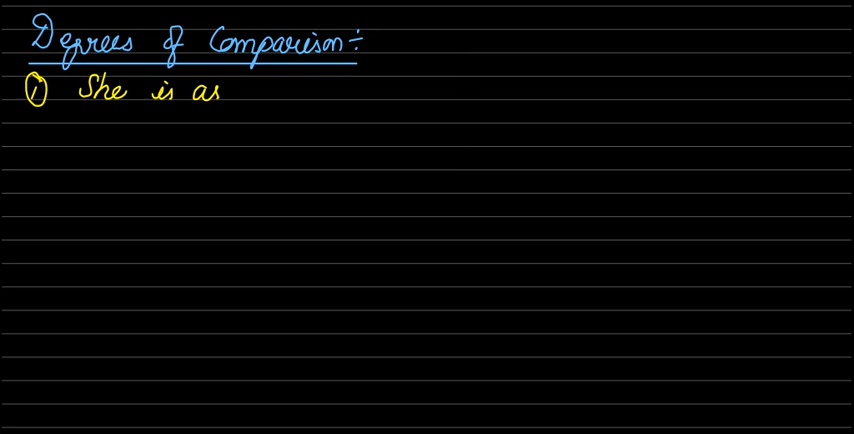 Degrees of Comparison ÷
① She is as